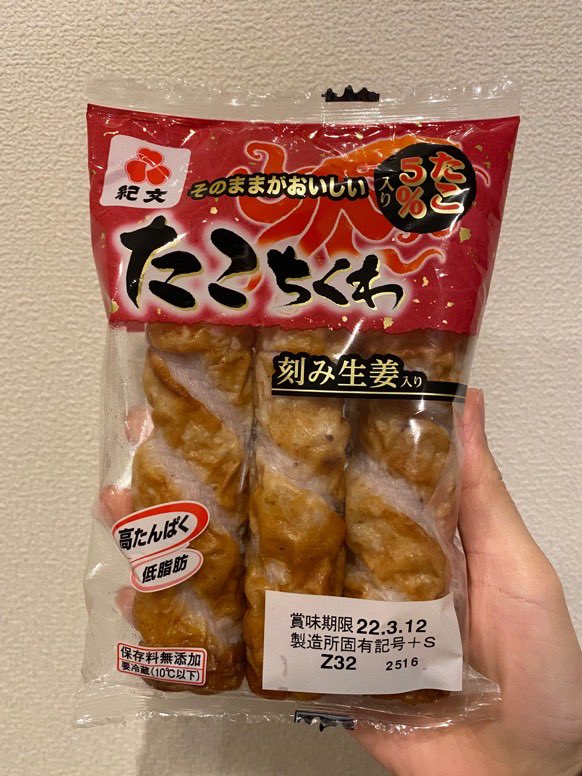 紀文
そのままがおいしい
たこ
5%
入り
たこちくわ
刻み生姜入り
高たんぱく
低脂肪
賞味期限 22.3.12
製造所固有記号+S
Z32 2516
保存料無添加
要冷蔵(10℃以下)